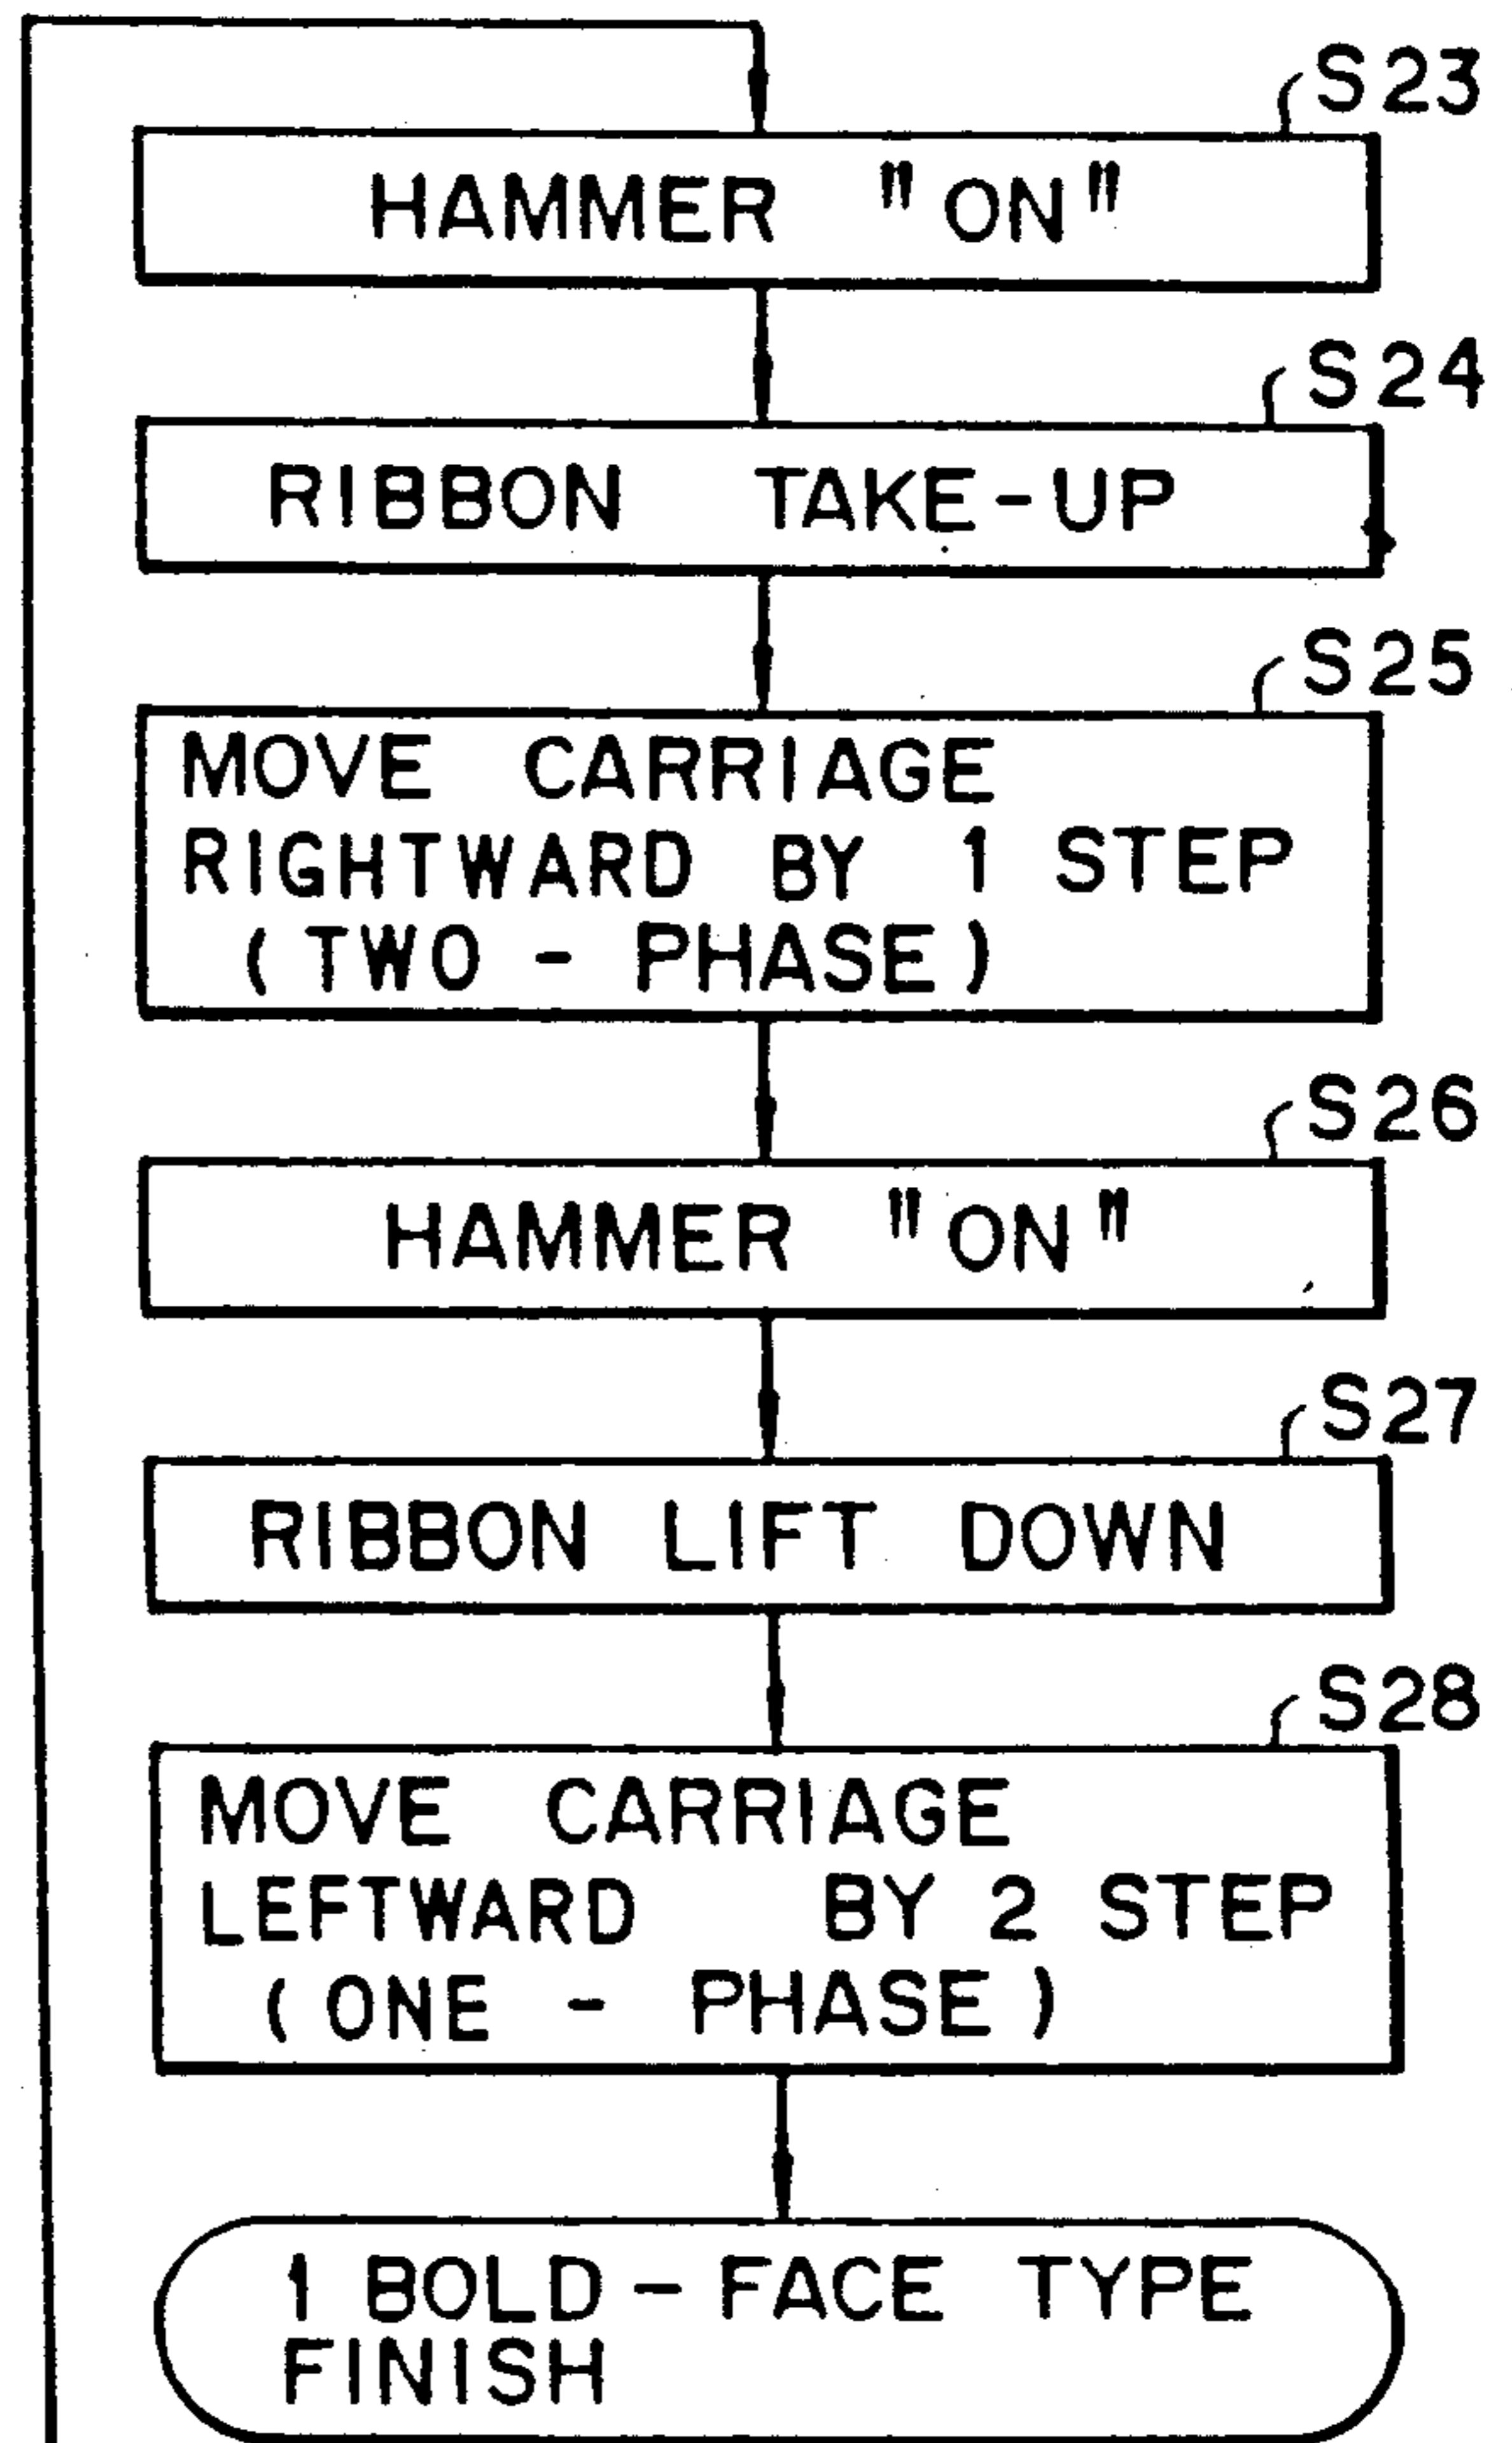 S23
HAMMER "ON"
S24
RIBBON TAKE-UP
S25
MOVE CARRIAGE
RIGHTWARD BY 1 STEP
(TWO - PHASE)
S26
HAMMER "ON"
S27
RIBBON LIFT DOWN
S28
MOVE CARRIAGE
LEFTWARD BY 2 STEP
(ONE - PHASE)
1 BOLD-FACE TYPE
FINISH